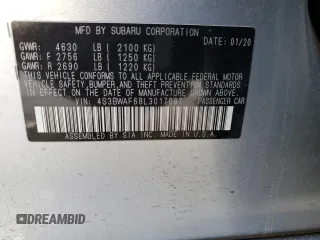 MFD BY SUBARU CORPORATION
DATE: 01/20
GVWR: 4630 LB ( 2100 KG)
GAWR: F 2756 LB ( 1250 KG)
GAWR: R 2690 LB ( 1220 KG)
THIS VEHICLE CONFORMS TO ALL APPLICABLE FEDERAL MOTOR
VEHICLE SAFETY, BUMPER, AND THEFT PREVENTION STANDARDS
IN EFFECT ON THE DATE OF MANUFACTURE SHOWN ABOVE.
VIN: PASSENGER CAR
ASSEMBLED BY SIA INC. MADE IN U.S.A.
DREAMBID